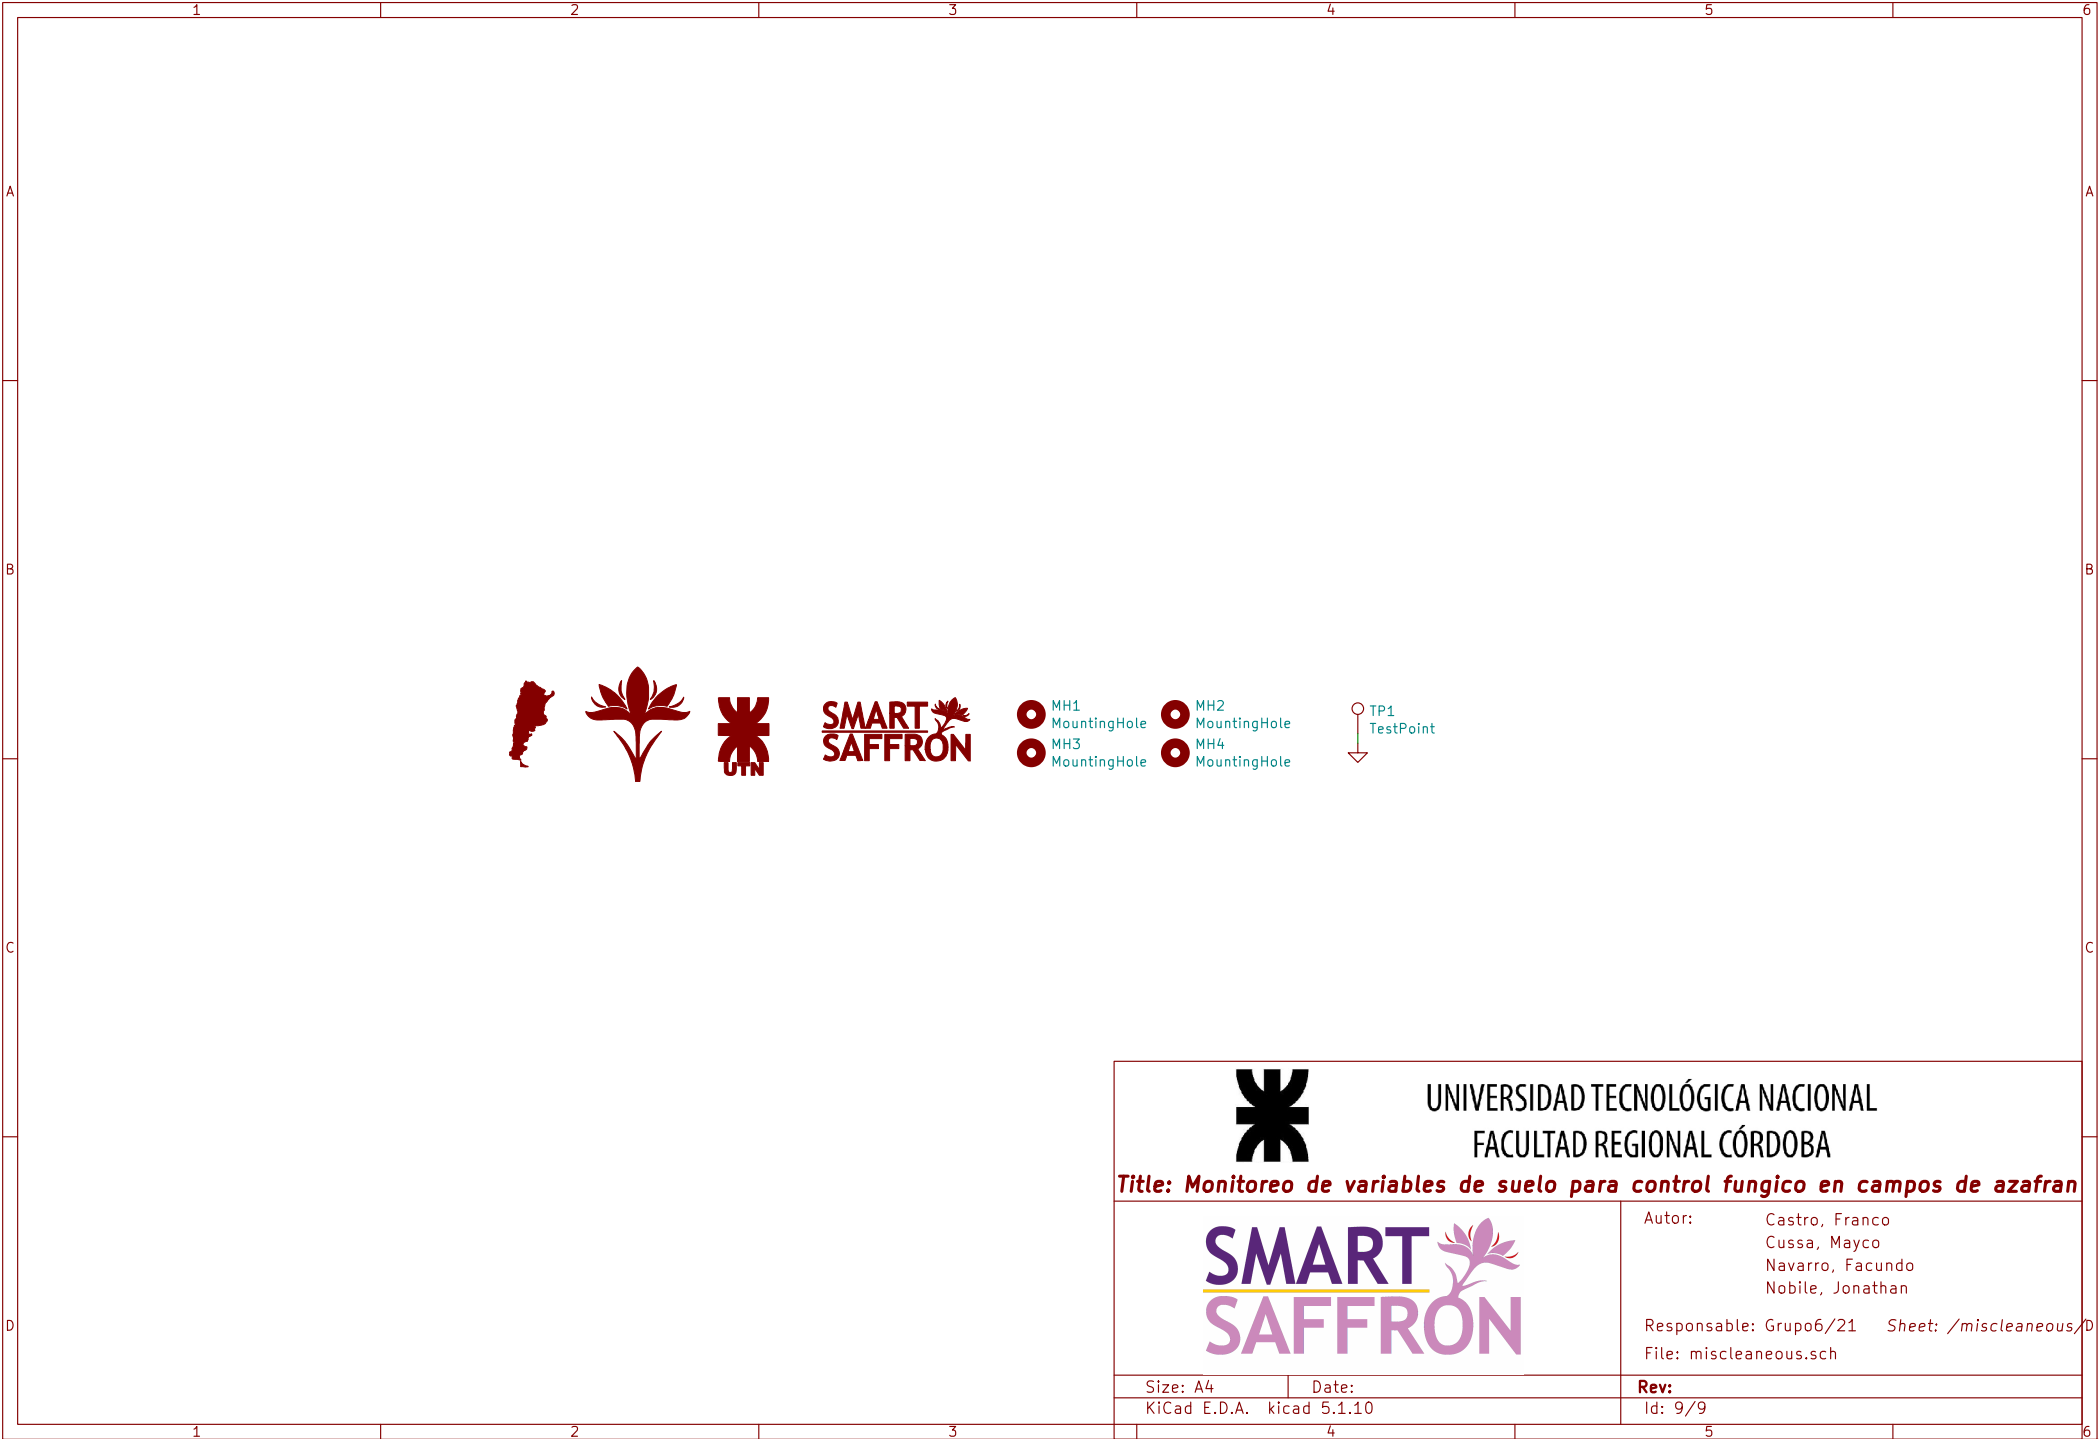 1 2 3 4 5 6
A A
B B
C C
D D
UTN
SMART
SAFFRON
MH1
MountingHole
MH2
MountingHole
MH3
MountingHole
MH4
MountingHole
TP1
TestPoint
UNIVERSIDAD TECNOLÓGICA NACIONAL
FACULTAD REGIONAL CÓRDOBA
Title: Monitoreo de variables de suelo para control fungico en campos de azafran
SMART
SAFFRON
Autor: Castro, Franco
Cussa, Mayco
Navarro, Facundo
Nobile, Jonathan
Responsable: Grupo6/21 Sheet: /miscleaneous/
File: miscleaneous.sch
Size: A4 Date: Rev:
KiCad E.D.A. kicad 5.1.10 Id: 9/9
1 2 3 4 5 6